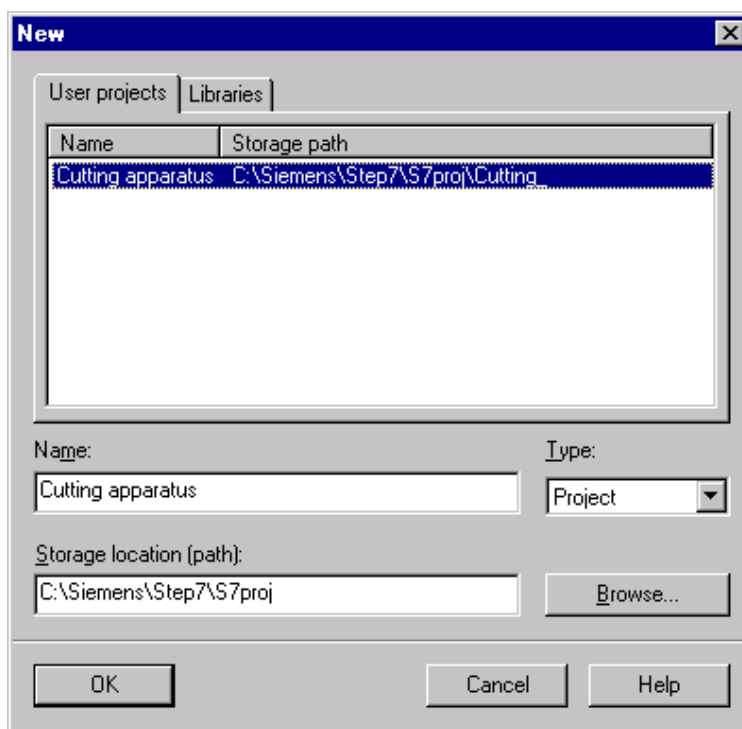 New
User projects Libraries
Name Storage path
Cutting apparatus C:\Siemens\Step7\S7proj\Cutting_
Name: Type:
Cutting apparatus Project
Storage location (path):
C:\Siemens\Step7\S7proj Browse...
OK Cancel Help